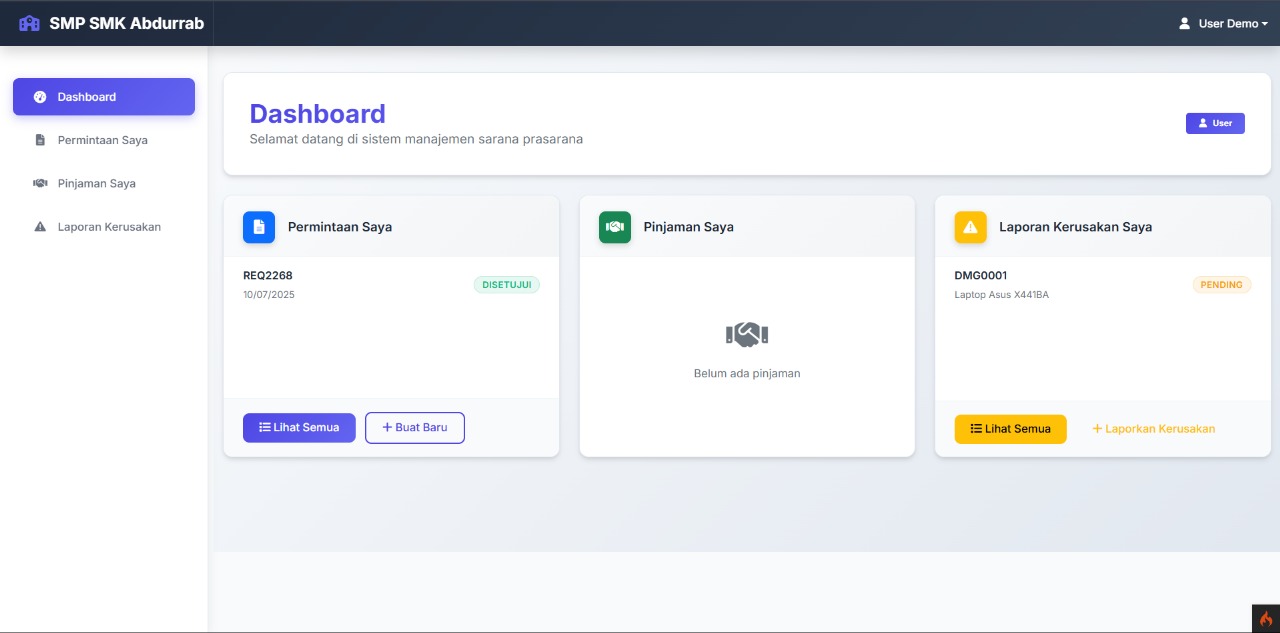 SMP SMK Abdurrab
User Demo
Dashboard
Permintaan Saya
Pinjaman Saya
Laporan Kerusakan
Dashboard
Selamat datang di sistem manajemen sarana prasarana
User
Permintaan Saya
REQ2268
10/07/2025
DISETUJUI
Lihat Semua
+ Buat Baru
Pinjaman Saya
Belum ada pinjaman
Laporan Kerusakan Saya
DMG0001
Laptop Asus X441BA
PENDING
Lihat Semua
+ Laporkan Kerusakan